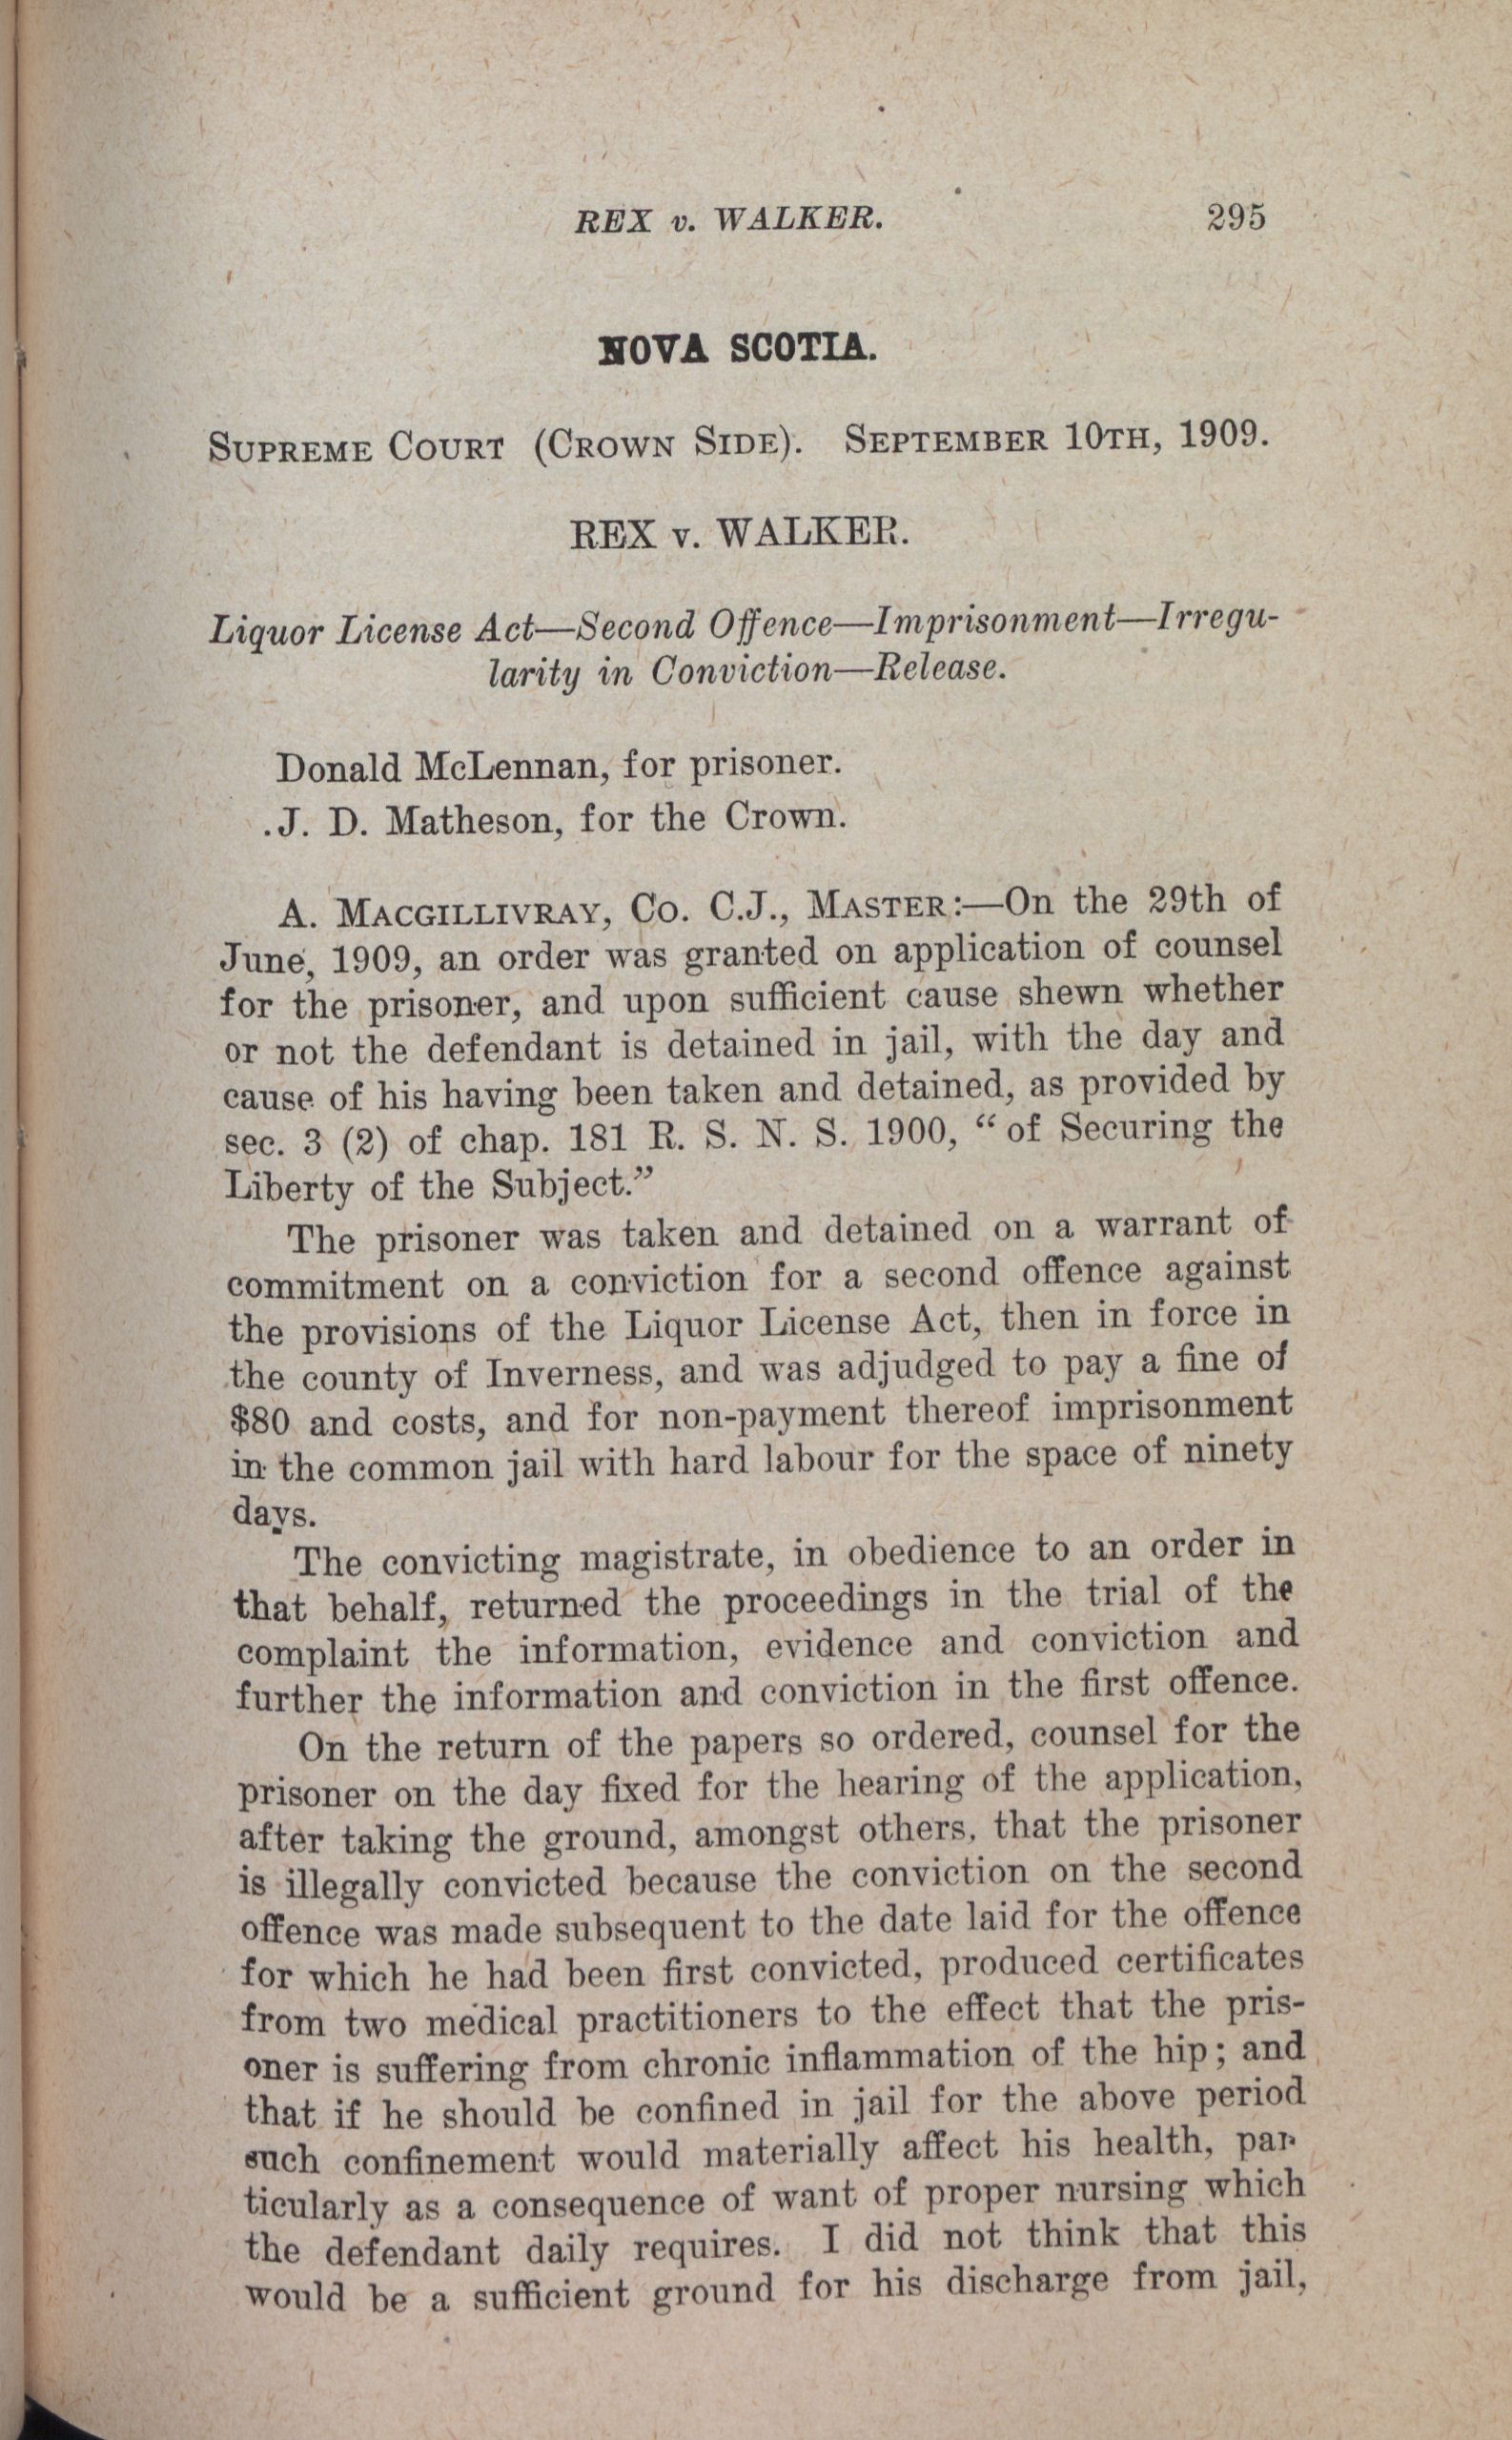 REX v. WALKER. 295
NOVA SCOTIA.
SUPREME COURT (CROWN SIDE). SEPTEMBER 10TH, 1909.
REX v. WALKER.
Liquor License Act—Second Offence—Imprisonment—Irregu-
larity in Conviction—Release.
Donald McLennan, for prisoner.
.J. D. Matheson, for the Crown.
A. MACGILLIVRAY, CO. C.J., MASTER:—On the 29th of
June, 1909, an order was granted on application of counsel
for the prisoner, and upon sufficient cause shewn whether
or not the defendant is detained in jail, with the day and
cause of his having been taken and detained, as provided by
sec. 3 (2) of chap. 181 R. S. N. S. 1900, “ of Securing the
Liberty of the Subject.”
The prisoner was taken and detained on a warrant of
commitment on a conviction for a second offence against
the provisions of the Liquor License Act, then in force in
the county of Inverness, and was adjudged to pay a fine of
$80 and costs, and for non-payment thereof imprisonment
in the common jail with hard labour for the space of ninety
days.
The convicting magistrate, in obedience to an order in
that behalf, returned the proceedings in the trial of the
complaint the information, evidence and conviction and
further the information and conviction in the first offence.
On the return of the papers so ordered, counsel for the
prisoner on the day fixed for the hearing of the application,
after taking the ground, amongst others, that the prisoner
is illegally convicted because the conviction on the second
offence was made subsequent to the date laid for the offence
for which he had been first convicted, produced certificates
from two medical practitioners to the effect that the pris-
oner is suffering from chronic inflammation of the hip; and
that if he should be confined in jail for the above period
such confinement would materially affect his health, par-
ticularly as a consequence of want of proper nursing which
the defendant daily requires. I did not think that this
would be a sufficient ground for his discharge from jail,